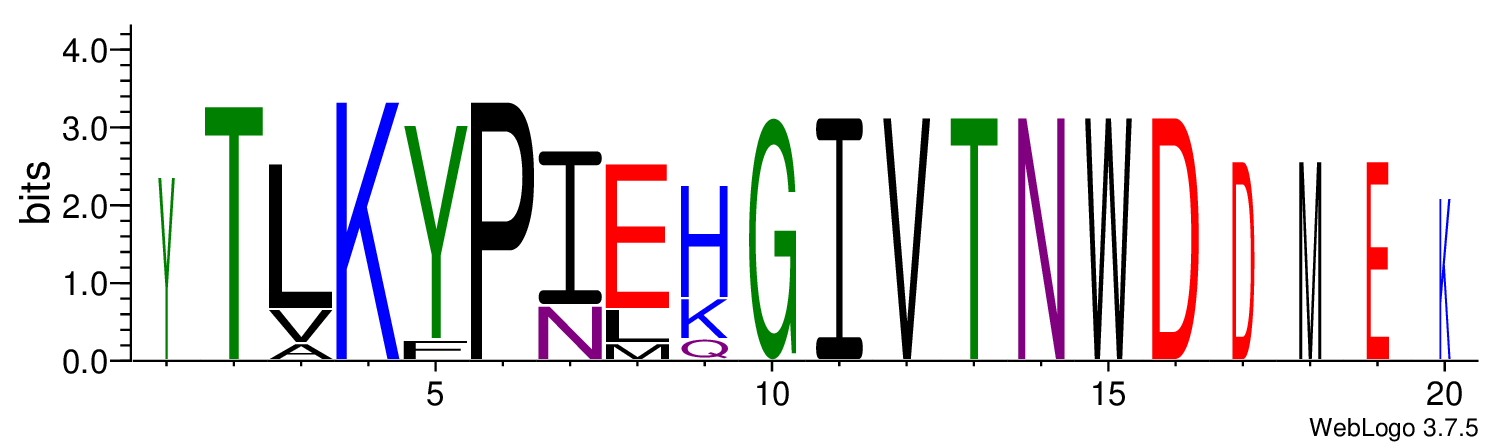 bits
4.0
3.0
2.0
1.0
0.0
Y T L K Y P I E H G I V T N W D D M E K
V F N L K
A M Q
5 10 15 20
WebLogo 3.7.5